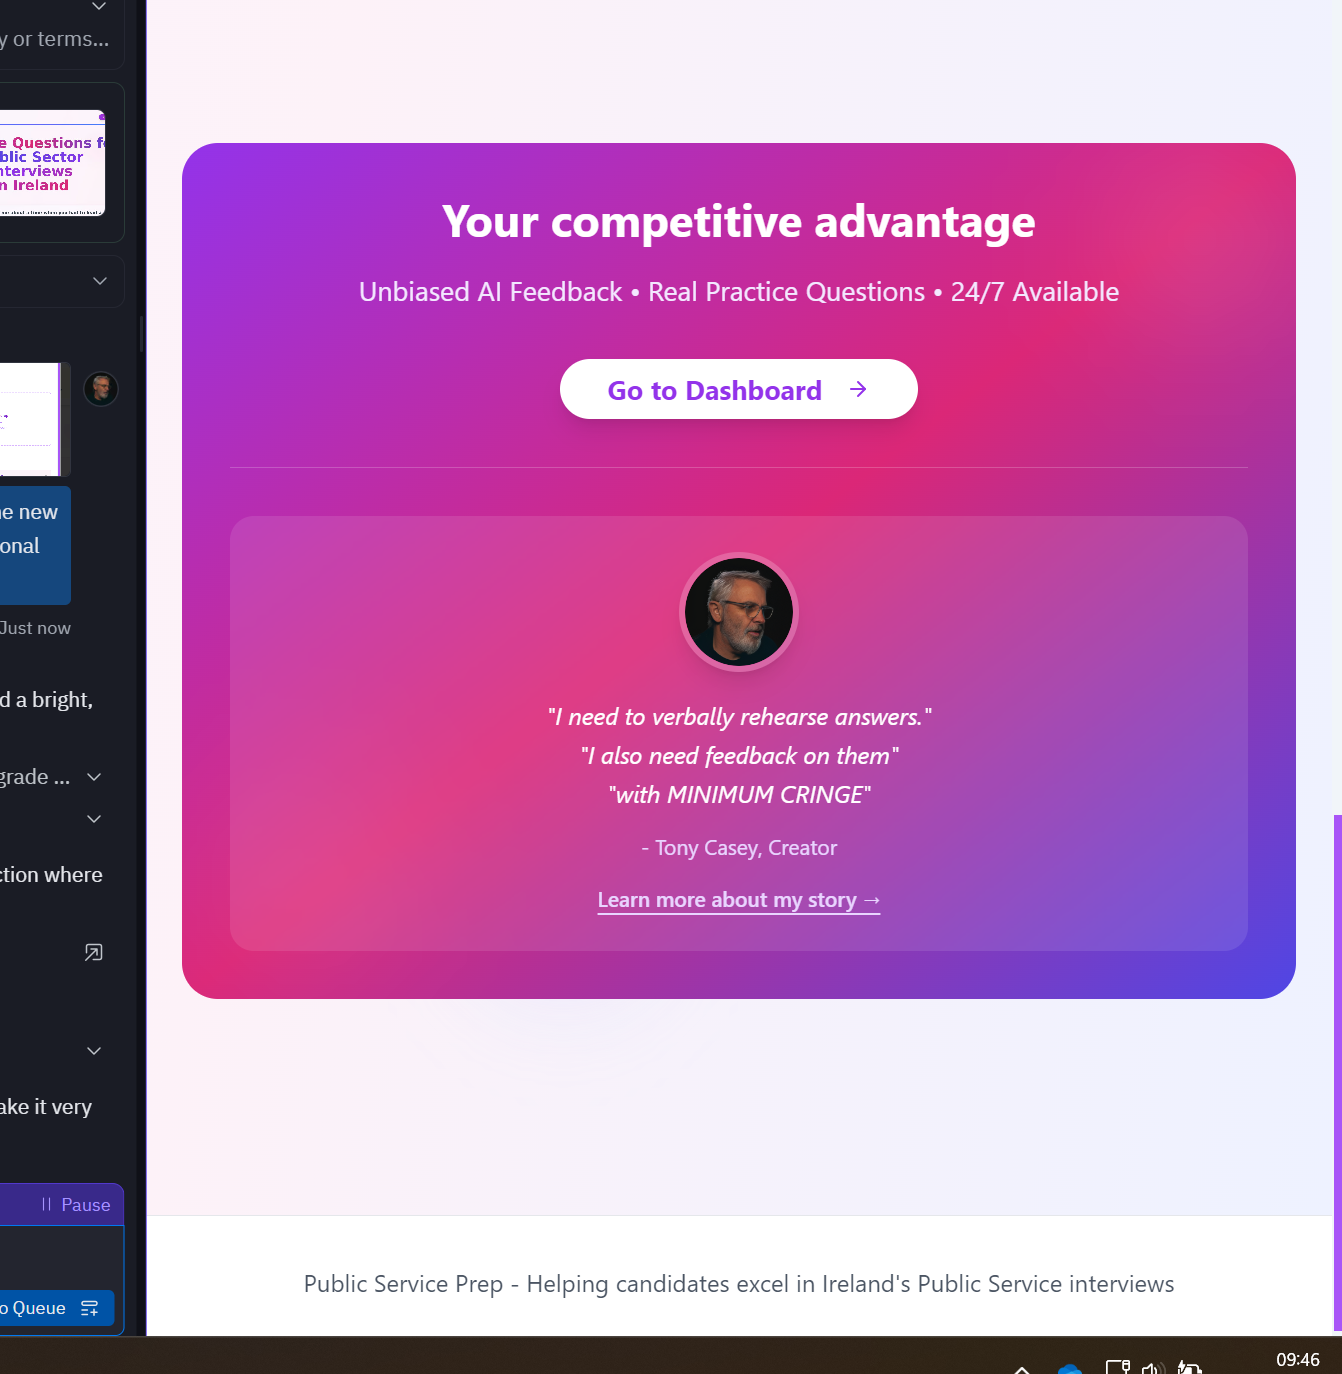 y or terms...
e Questions f
blic Sector
nterviews
n Ireland
ne new
onal
Just now
d a bright,
grade ...
ction where
ake it very
Pause
o Queue
Your competitive advantage
Unbiased AI Feedback • Real Practice Questions • 24/7 Available
Go to Dashboard →
"I need to verbally rehearse answers."
"I also need feedback on them"
"with MINIMUM CRINGE"
- Tony Casey, Creator
Learn more about my story →
Public Service Prep - Helping candidates excel in Ireland's Public Service interviews
09:46